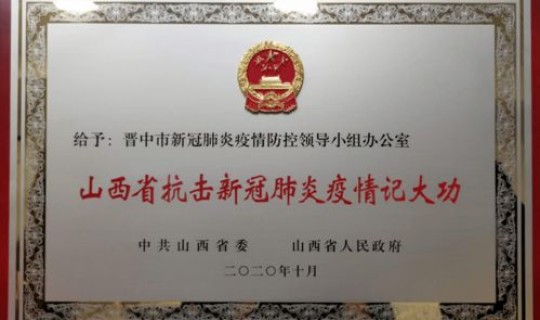 给予：晋中市新冠肺炎疫情防控领导小组办公室
山西省抗击新冠肺炎疫情记大功
中共山西省委 山西省人民政府
二〇二〇年十月